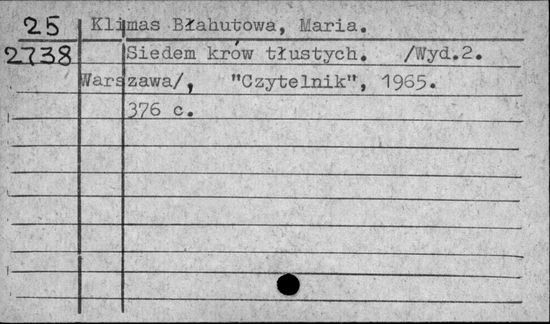 25 Klimas Błahutowa, Maria.
2738 Siedem krów tłustych. /Wyd.2.
Warszawa/, "Czytelnik", 1965.
376 c.